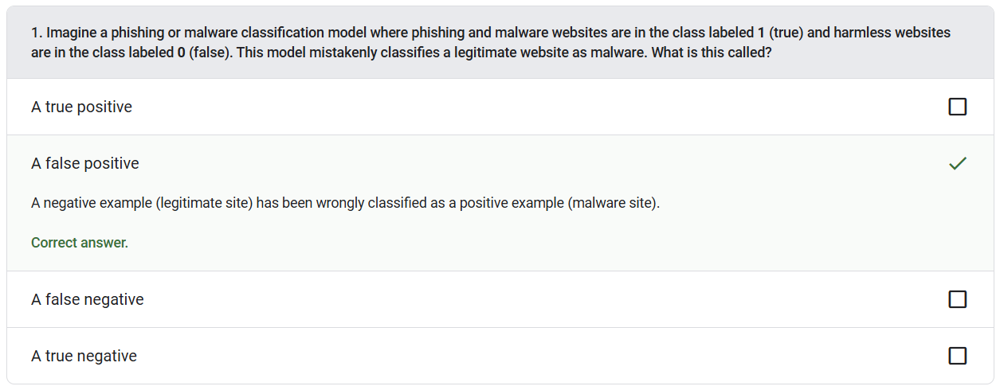 1. Imagine a phishing or malware classification model where phishing and malware websites are in the class labeled 1 (true) and harmless websites
are in the class labeled 0 (false). This model mistakenly classifies a legitimate website as malware. What is this called?
A true positive
A false positive
A negative example (legitimate site) has been wrongly classified as a positive example (malware site).
Correct answer.
A false negative
A true negative